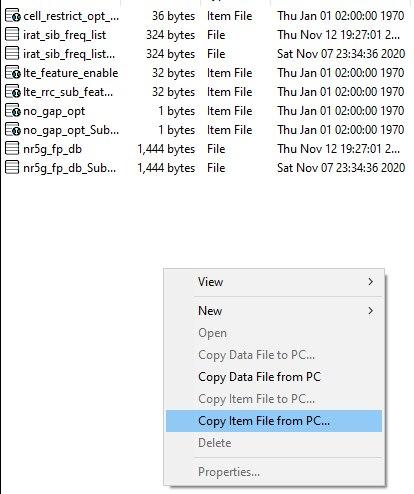 cell_restrict_opt_... 36 bytes Item File Thu Jan 01 02:00:00 1970
irat_sib_freq_list 324 bytes File Thu Nov 12 19:27:01 2...
irat_sib_freq_list... 324 bytes File Sat Nov 07 23:34:36 2020
lte_feature_enable 32 bytes Item File Thu Jan 01 02:00:00 1970
lte_rrc_sub_feat... 32 bytes Item File Thu Jan 01 02:00:00 1970
no_gap_opt 1 bytes Item File Thu Jan 01 02:00:00 1970
no_gap_opt_Sub... 1 bytes Item File Thu Jan 01 02:00:00 1970
nr5g_fp_db 1,444 bytes File Thu Nov 12 19:27:01 2...
nr5g_fp_db_Sub... 1,444 bytes File Sat Nov 07 23:34:36 2020
View
New
Open
Copy Data File to PC...
Copy Data File from PC
Copy Item File to PC...
Copy Item File from PC...
Delete
Properties...